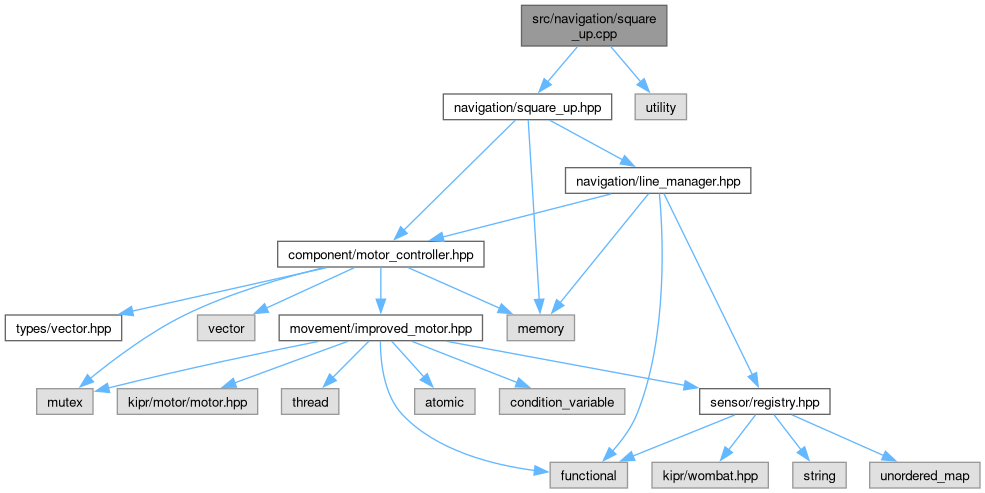 src/navigation/square
_up.cpp
navigation/square_up.hpp
utility
navigation/line_manager.hpp
component/motor_controller.hpp
types/vector.hpp
vector
movement/improved_motor.hpp
memory
mutex
kipr/motor/motor.hpp
thread
atomic
condition_variable
sensor/registry.hpp
functional
kipr/wombat.hpp
string
unordered_map